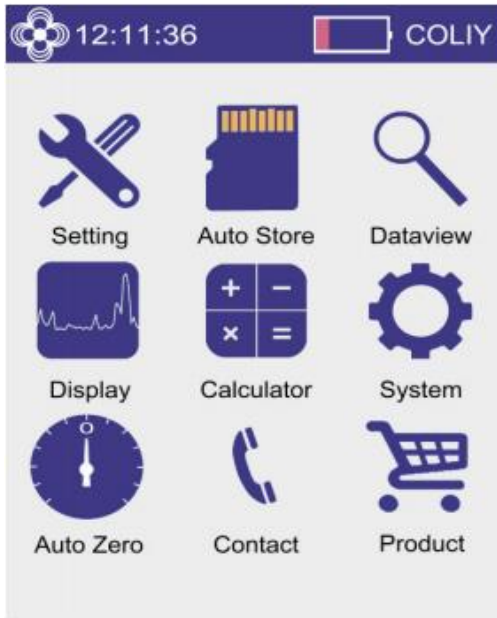 12:11:36 COLIY
Setting Auto Store Dataview
Display Calculator System
O
Auto Zero Contact Product